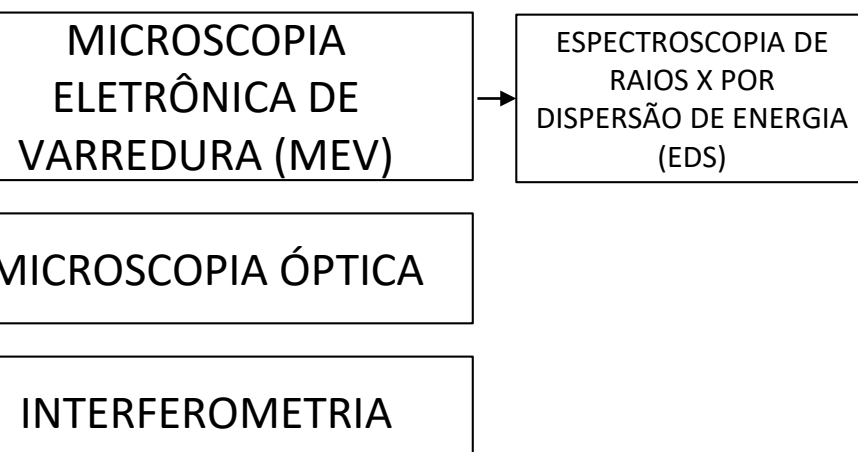 MICROSCOPIA
ELETRÔNICA DE
VARREDURA (MEV)
ESPECTROSCOPIA DE
RAIOS X POR
DISPERSÃO DE ENERGIA
(EDS)
MICROSCOPIA ÓPTICA
INTERFEROMETRIA